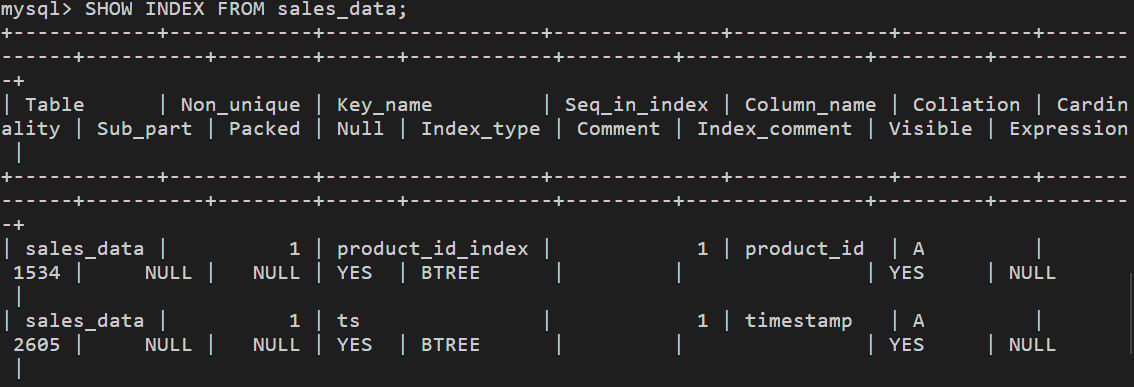 mysql> SHOW INDEX FROM sales_data;
+------------+------------+------------------+--------------+-------------+-----------+-------
------+----------+--------+------+------------+---------+---------------+---------+-----------
-+
| Table      | Non_unique | Key_name         | Seq_in_index | Column_name | Collation | Cardin
ality | Sub_part | Packed | Null | Index_type | Comment | Index_comment | Visible | Expression
 |
+------------+------------+------------------+--------------+-------------+-----------+-------
------+----------+--------+------+------------+---------+---------------+---------+-----------
-+
| sales_data |          1 | product_id_index |            1 | product_id  | A         |
 1534 |     NULL |   NULL | YES  | BTREE      |         |               | YES     | NULL
 |
| sales_data |          1 | ts               |            1 | timestamp   | A         |
 2605 |     NULL |   NULL | YES  | BTREE      |         |               | YES     | NULL
 |